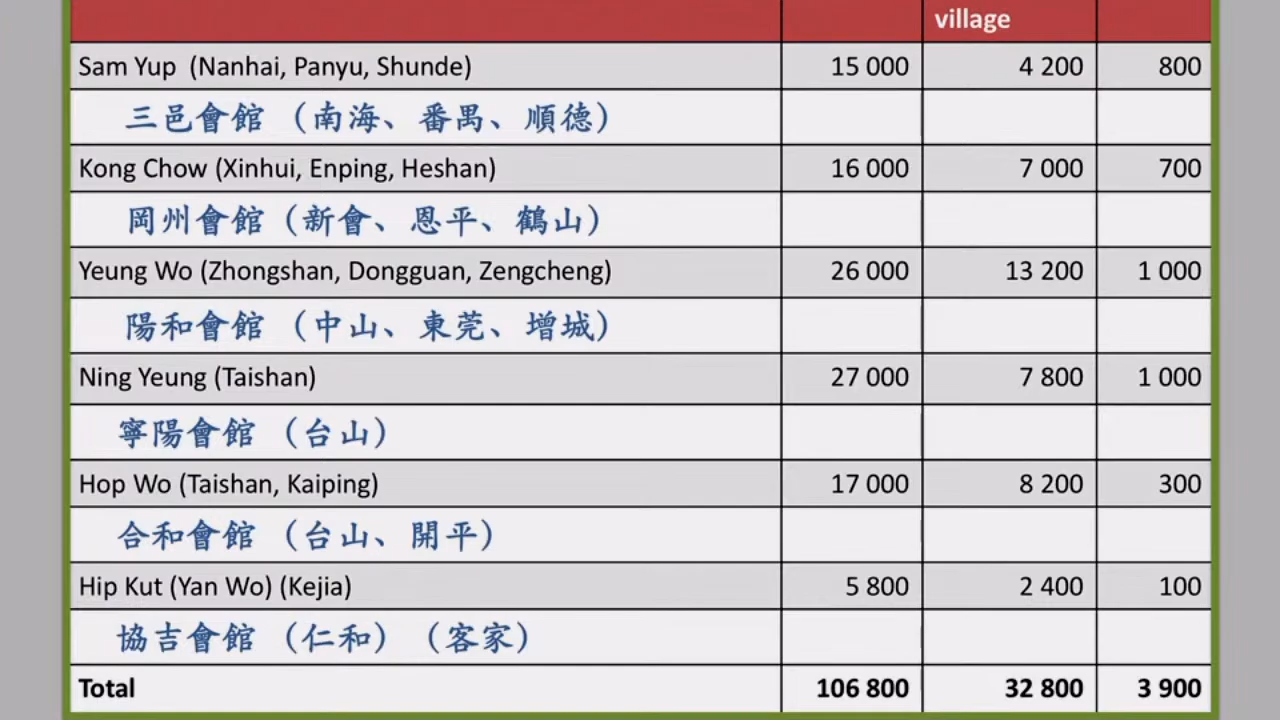 village
Sam Yup (Nanhai, Panyu, Shunde) 15 000 4 200 800
三邑會館 （南海、番禺、順德）
Kong Chow (Xinhui, Enping, Heshan) 16 000 7 000 700
岡州會館（新會、恩平、鶴山）
Yeung Wo (Zhongshan, Dongguan, Zengcheng) 26 000 13 200 1 000
陽和會館 （中山、東莞、增城）
Ning Yeung (Taishan) 27 000 7 800 1 000
寧陽會館 （台山）
Hop Wo (Taishan, Kaiping) 17 000 8 200 300
合和會館 （台山、開平）
Hip Kut (Yan Wo) (Kejia) 5 800 2 400 100
協吉會館 （仁和） （客家）
Total 106 800 32 800 3 900